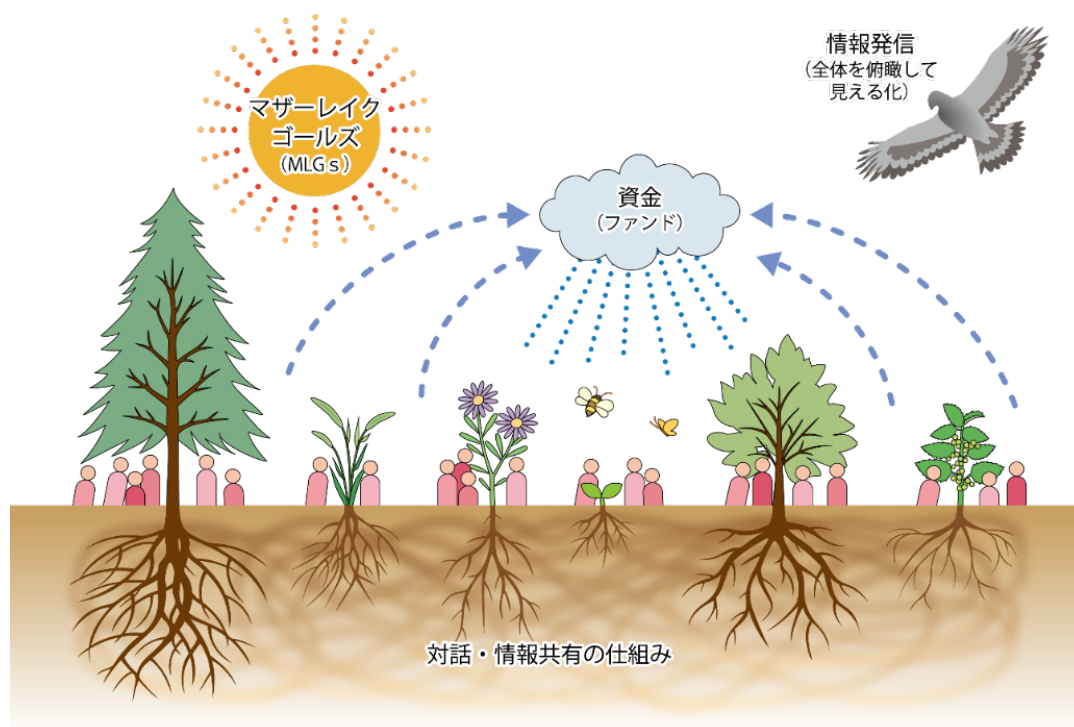 マザーレイク
ゴールズ
（MLGｓ）
情報発信
（全体を俯瞰して
見える化）
資金
（ファンド）
対話・情報共有の仕組み